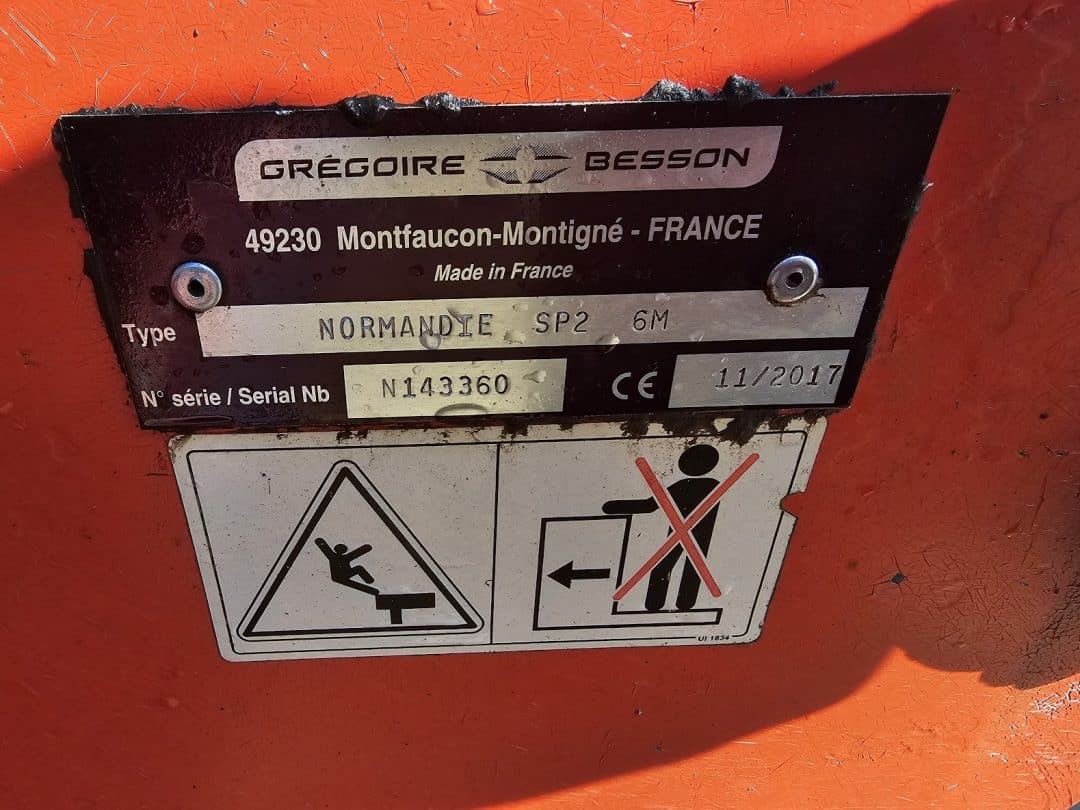 GRÉGOIRE BESSON
49230 Montfaucon-Montigné - FRANCE
Made in France
Type NORMANDIE SP2 6M
N° série / Serial Nb N143360 CE 11/2017
UI 1834